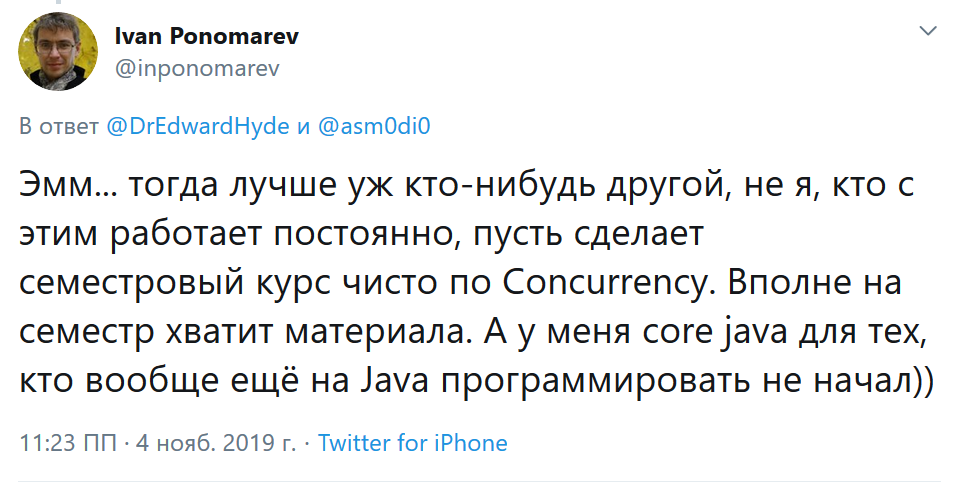 Ivan Ponomarev
@inponomarev
В ответ @DrEdwardHyde и @asm0di0
Эмм... тогда лучше уж кто-нибудь другой, не я, кто с
этим работает постоянно, пусть сделает
семестровый курс чисто по Concurrency. Вполне на
семестр хватит материала. А у меня core java для тех,
кто вообще ещё на Java программировать не начал))
11:23 ПП · 4 нояб. 2019 г. · Twitter for iPhone